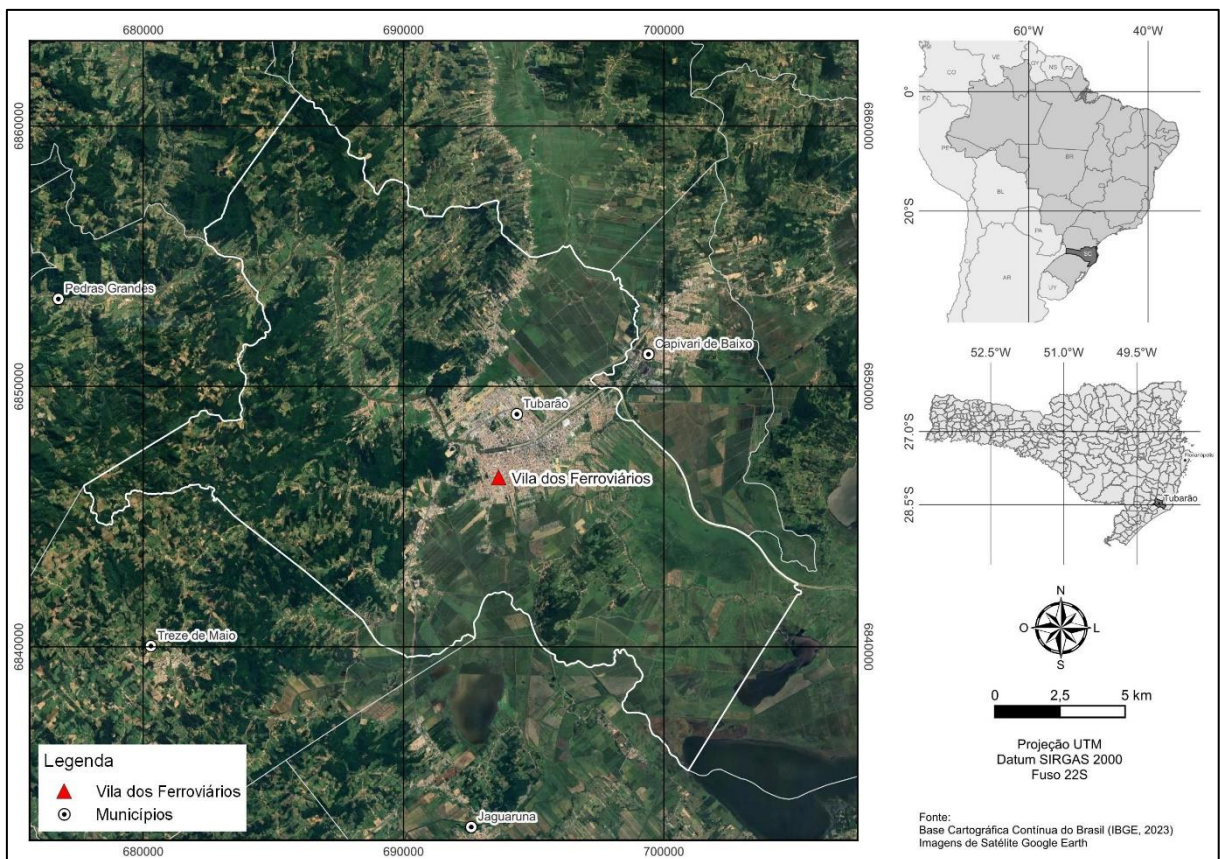 680000
690000
700000
6860000
6860000
Pedras Grandes
Capivari de Baixo
6850000
6850000
Tubarão
Vila dos Ferroviários
Treze de Maio
6840000
6840000
Jaguaruna
Legenda
Vila dos Ferroviários
Municípios
680000
690000
700000
60°W
40°W
VE
GY
NS
FG
CO
0°
EC
PE
BR
BL
20°S
PA
SC
AR
UY
52.5°W
51.0°W
49.5°W
27.0°S
Florianópolis
28.5°S
Tubarão
N
O
L
S
0
2,5
5 km
Projeção UTM
Datum SIRGAS 2000
Fuso 22S
Fonte:
Base Cartográfica Contínua do Brasil (IBGE, 2023)
Imagens de Satélite Google Earth